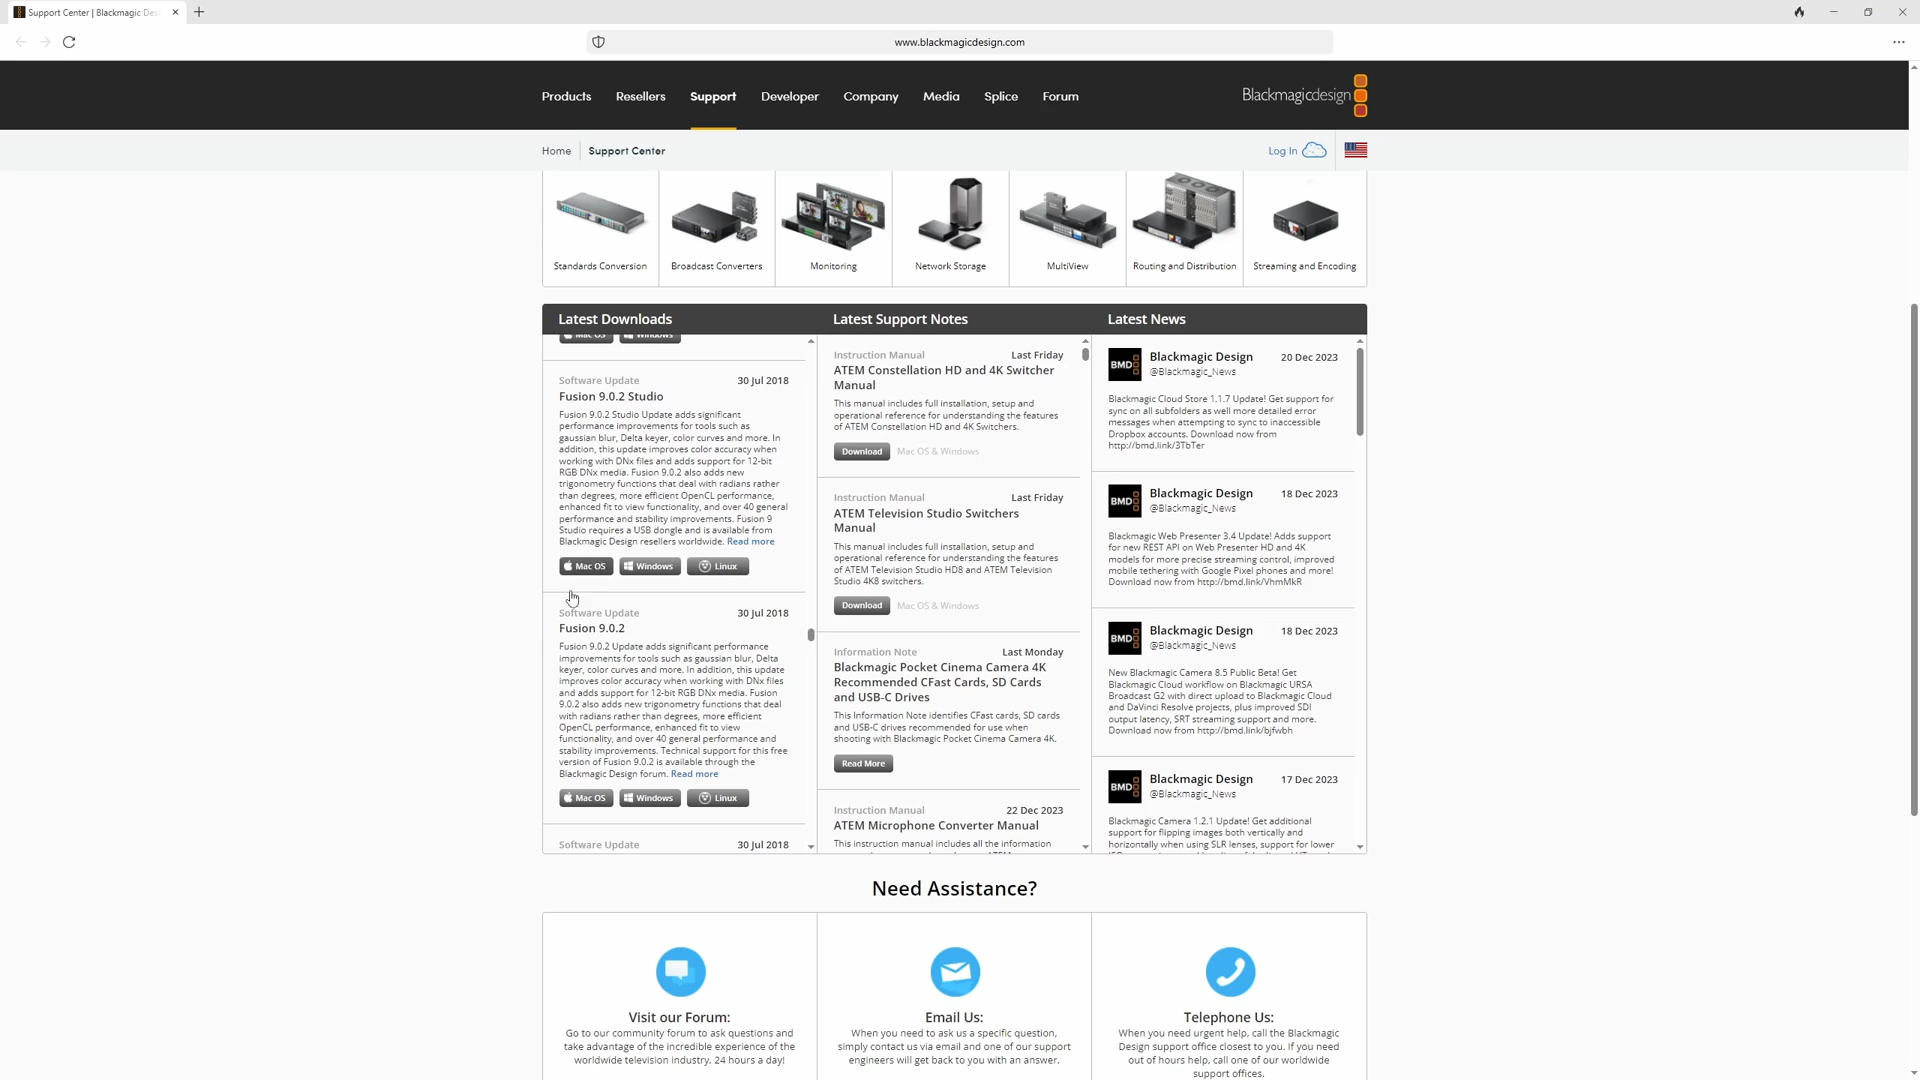 Support Center | Blackmagic Des
www.blackmagicdesign.com
Products Resellers Support Developer Company Media Splice Forum
Blackmagicdesign
Home Support Center
Log In
Standards Conversion Broadcast Converters Monitoring Network Storage MultiView Routing and Distribution Streaming and Encoding
Latest Downloads
Mac OS Windows
Software Update 30 Jul 2018
Fusion 9.0.2 Studio
Fusion 9.0.2 Studio Update adds significant
performance improvements for tools such as
gaussian blur, Delta keyer, color curves and more. In
addition, this update improves color accuracy when
working with DNx files and adds support for 12-bit
RGB DNx media. Fusion 9.0.2 also adds new
trigonometry functions that deal with radians rather
than degrees, more efficient OpenCL performance,
enhanced fit to view functionality, and over 40 general
performance and stability improvements. Fusion 9
Studio requires a USB dongle and is available from
Blackmagic Design resellers worldwide. Read more
Mac OS Windows Linux
Software Update 30 Jul 2018
Fusion 9.0.2
Fusion 9.0.2 Update adds significant performance
improvements for tools such as gaussian blur, Delta
keyer, color curves and more. In addition, this update
improves color accuracy when working with DNx files
and adds support for 12-bit RGB DNx media. Fusion
9.0.2 also adds new trigonometry functions that deal
with radians rather than degrees, more efficient
OpenCL performance, enhanced fit to view
functionality, and over 40 general performance and
stability improvements. Technical support for this free
version of Fusion 9.0.2 is available through the
Blackmagic Design forum. Read more
Mac OS Windows Linux
Software Update 30 Jul 2018
Latest Support Notes
Instruction Manual Last Friday
ATEM Constellation HD and 4K Switcher
Manual
This manual includes full installation, setup and
operational reference for understanding the features
of ATEM Constellation HD and 4K Switchers.
Download Mac OS & Windows
Instruction Manual Last Friday
ATEM Television Studio Switchers
Manual
This manual includes full installation, setup and
operational reference for understanding the features
of ATEM Television Studio HD8 and ATEM Television
Studio 4K8 switchers.
Download Mac OS & Windows
Information Note Last Monday
Blackmagic Pocket Cinema Camera 4K
Recommended CFast Cards, SD Cards
and USB-C Drives
This Information Note identifies CFast cards, SD cards
and USB-C drives recommended for use when
shooting with Blackmagic Pocket Cinema Camera 4K.
Read More
Instruction Manual 22 Dec 2023
ATEM Microphone Converter Manual
This instruction manual includes all the information
Latest News
BMD Blackmagic Design 20 Dec 2023
@Blackmagic_News
Blackmagic Cloud Store 1.1.7 Update! Get support for
sync on all subfolders as well more detailed error
messages when attempting to sync to inaccessible
Dropbox accounts. Download now from
http://bmd.link/3TbTer
BMD Blackmagic Design 18 Dec 2023
@Blackmagic_News
Blackmagic Web Presenter 3.4 Update! Adds support
for new REST API on Web Presenter HD and 4K
models for more precise streaming control, improved
mobile tethering with Google Pixel phones and more!
Download now from http://bmd.link/VhmMkR
BMD Blackmagic Design 18 Dec 2023
@Blackmagic_News
New Blackmagic Camera 8.5 Public Beta! Get
Blackmagic Cloud workflow on Blackmagic URSA
Broadcast G2 with direct upload to Blackmagic Cloud
and DaVinci Resolve projects, plus improved SDI
output latency, SRT streaming support and more.
Download now from http://bmd.link/bjfwbh
BMD Blackmagic Design 17 Dec 2023
@Blackmagic_News
Blackmagic Camera 1.2.1 Update! Get additional
support for flipping images both vertically and
horizontally when using SLR lenses, support for lower
Need Assistance?
Visit our Forum:
Go to our community forum to ask questions and
take advantage of the incredible experience of the
worldwide television industry, 24 hours a day!
Email Us:
When you need to ask us a specific question,
simply contact us via email and one of our support
engineers will get back to you with an answer.
Telephone Us:
When you need urgent help, call the Blackmagic
Design support office closest to you. If you need
out of hours help, call one of our worldwide
support offices.